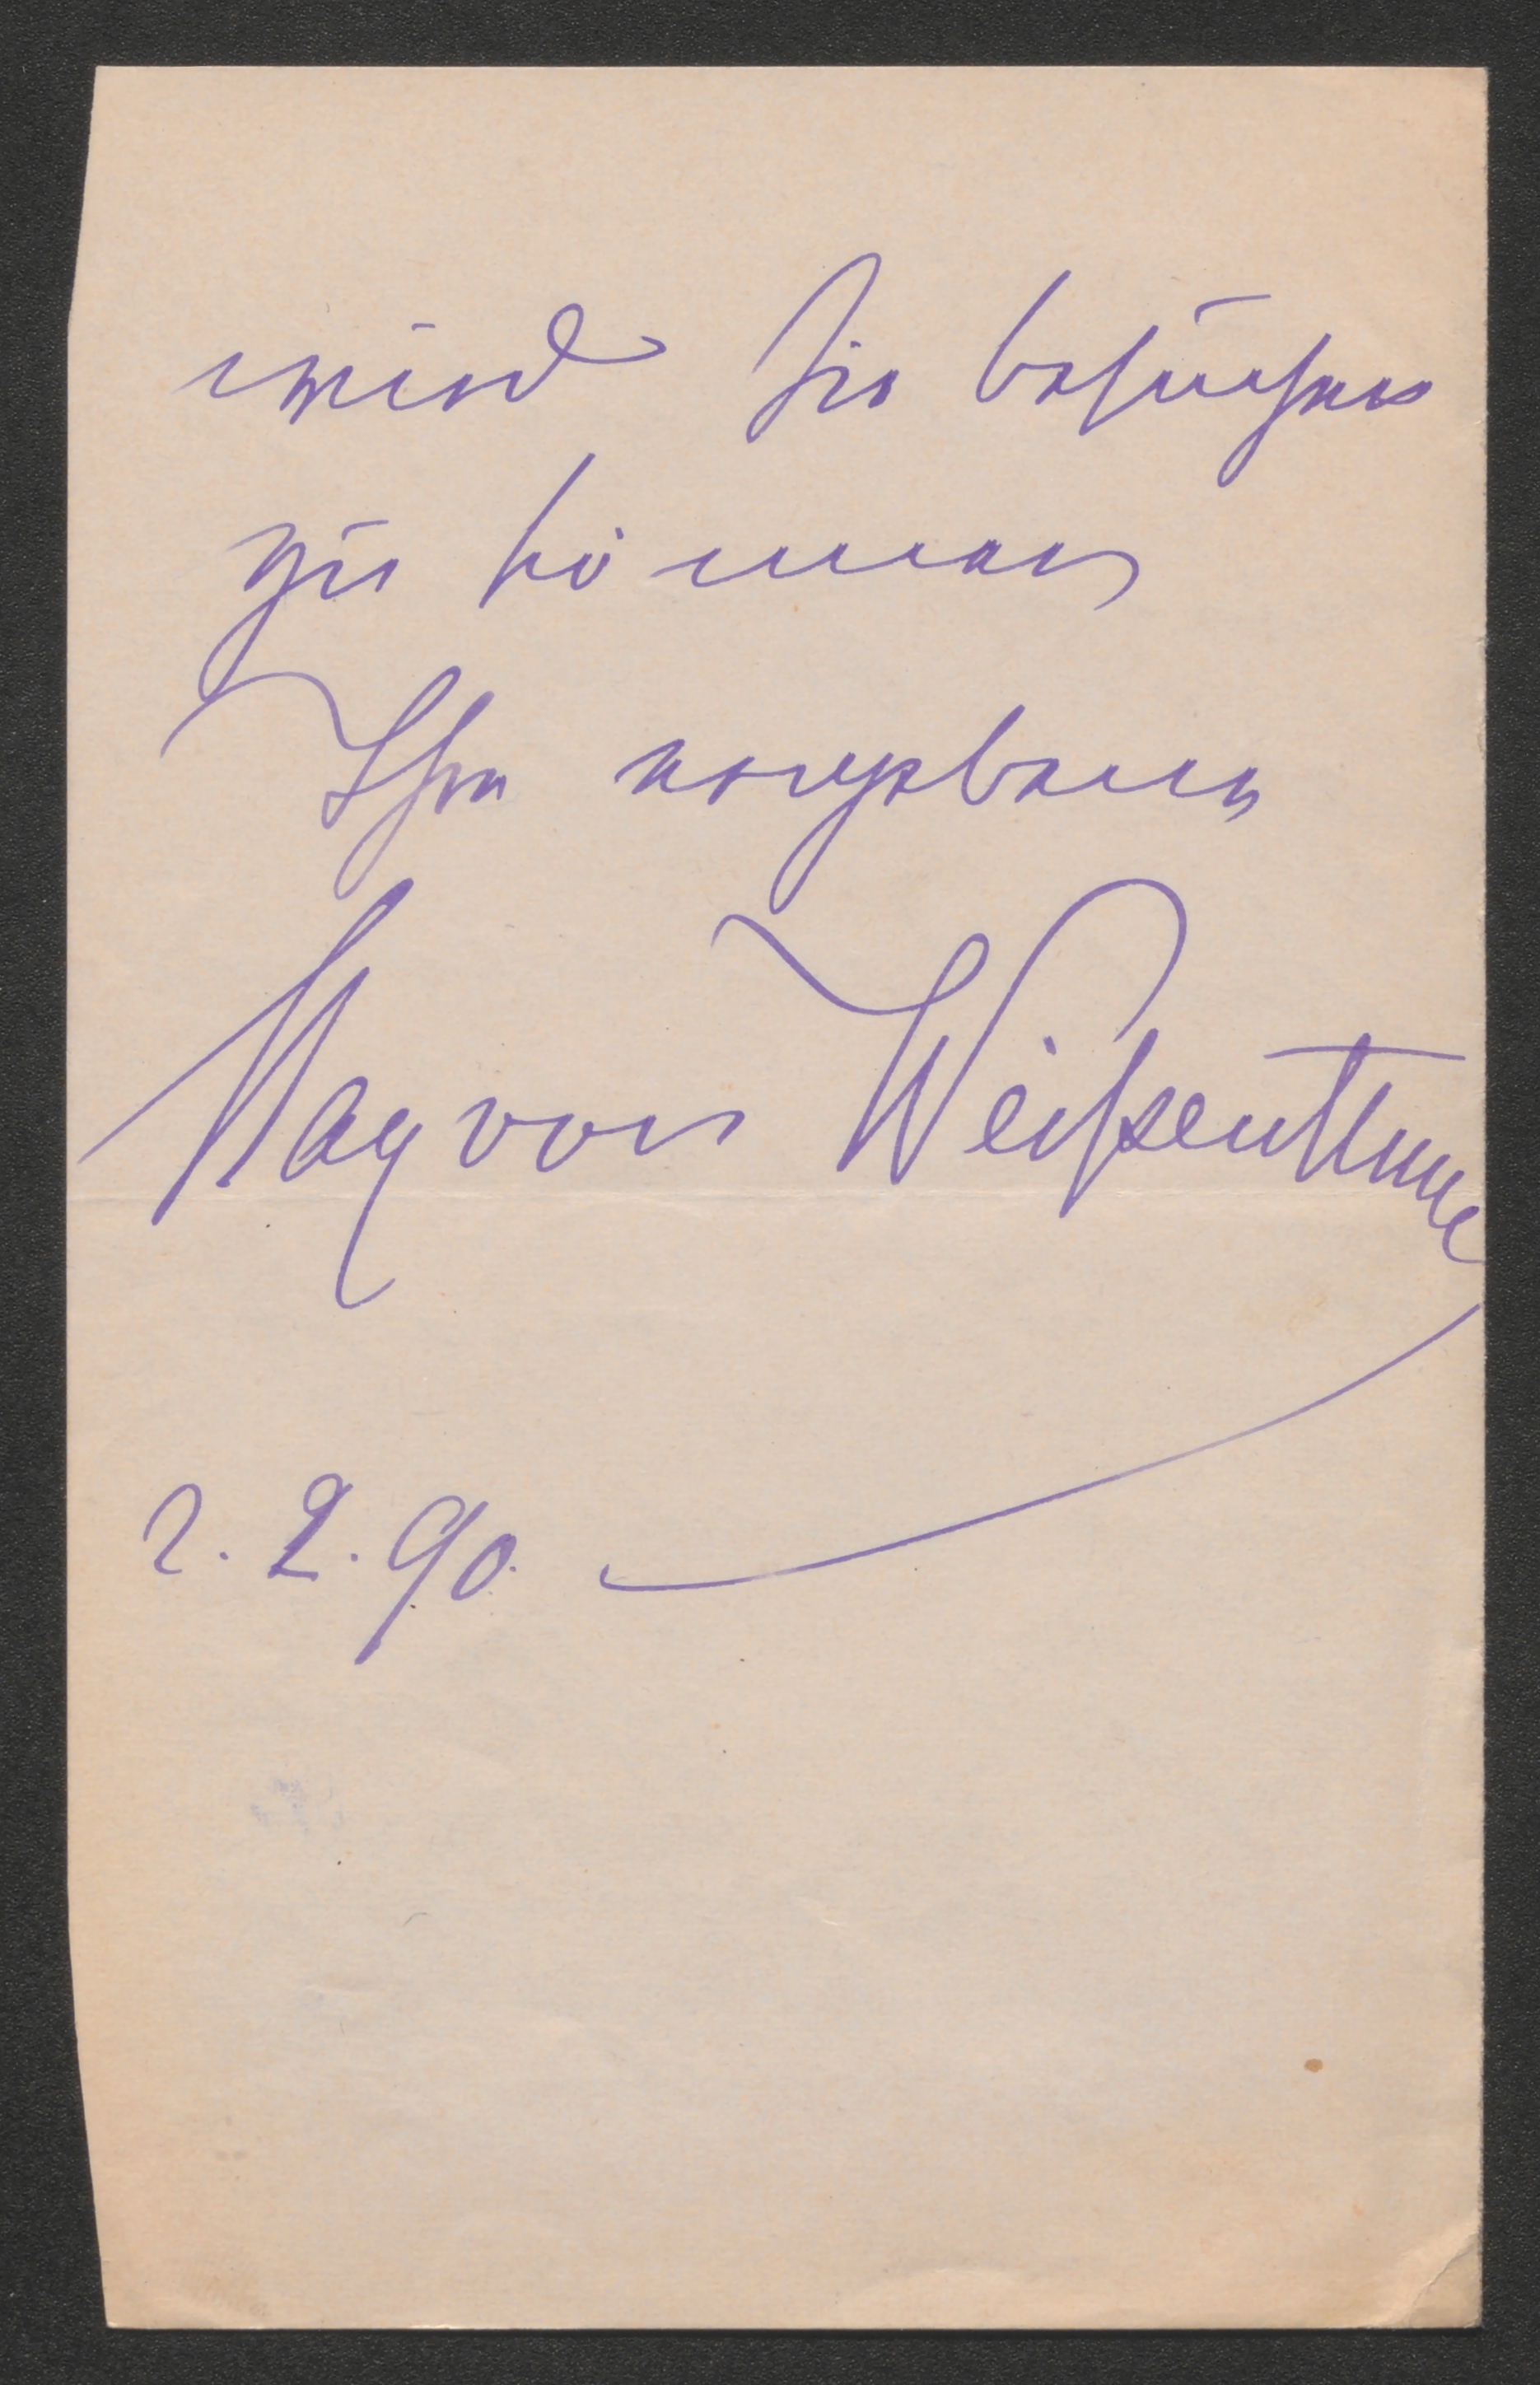 wird Sie besuchen
zu können
Ihr ergebener
Max von Weißenthurn
2. 2. 90.